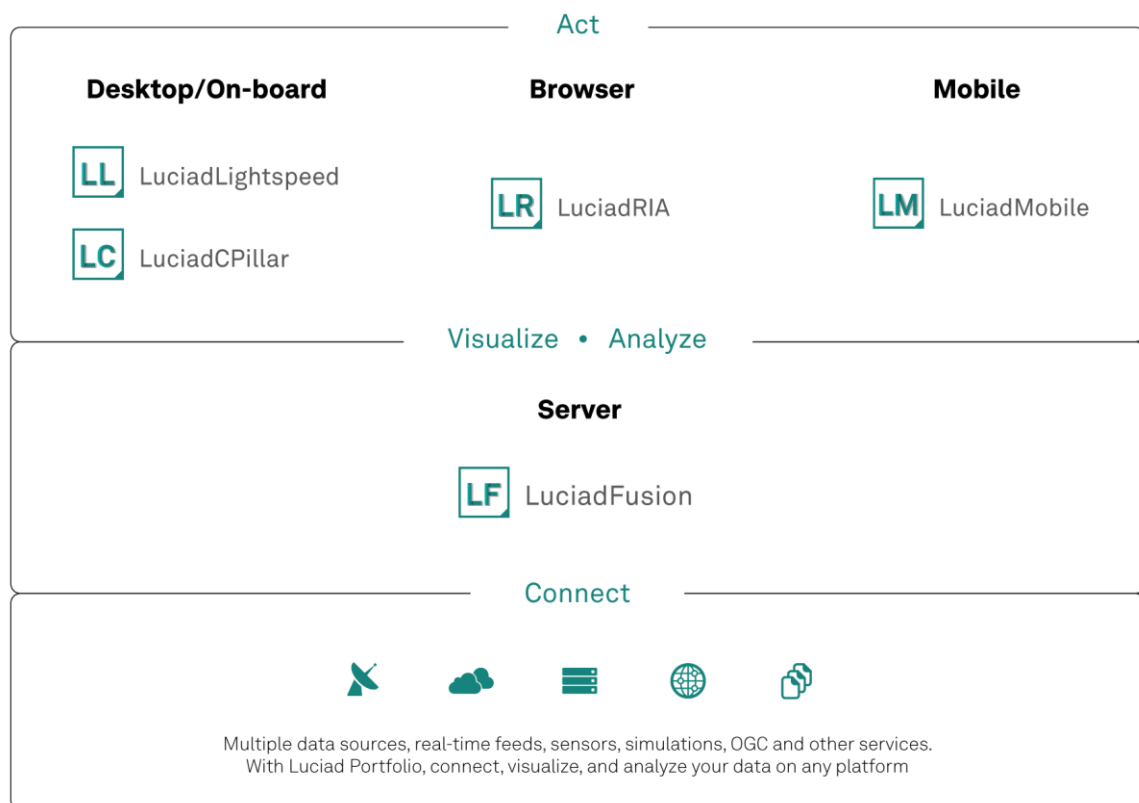 Act
Desktop/On-board
Browser
Mobile
LL LuciadLightspeed
LR LuciadRIA
LM LuciadMobile
LC LuciadCPillar
Visualize • Analyze
Server
LF LuciadFusion
Connect
Multiple data sources, real-time feeds, sensors, simulations, OGC and other services.
With Luciad Portfolio, connect, visualize, and analyze your data on any platform